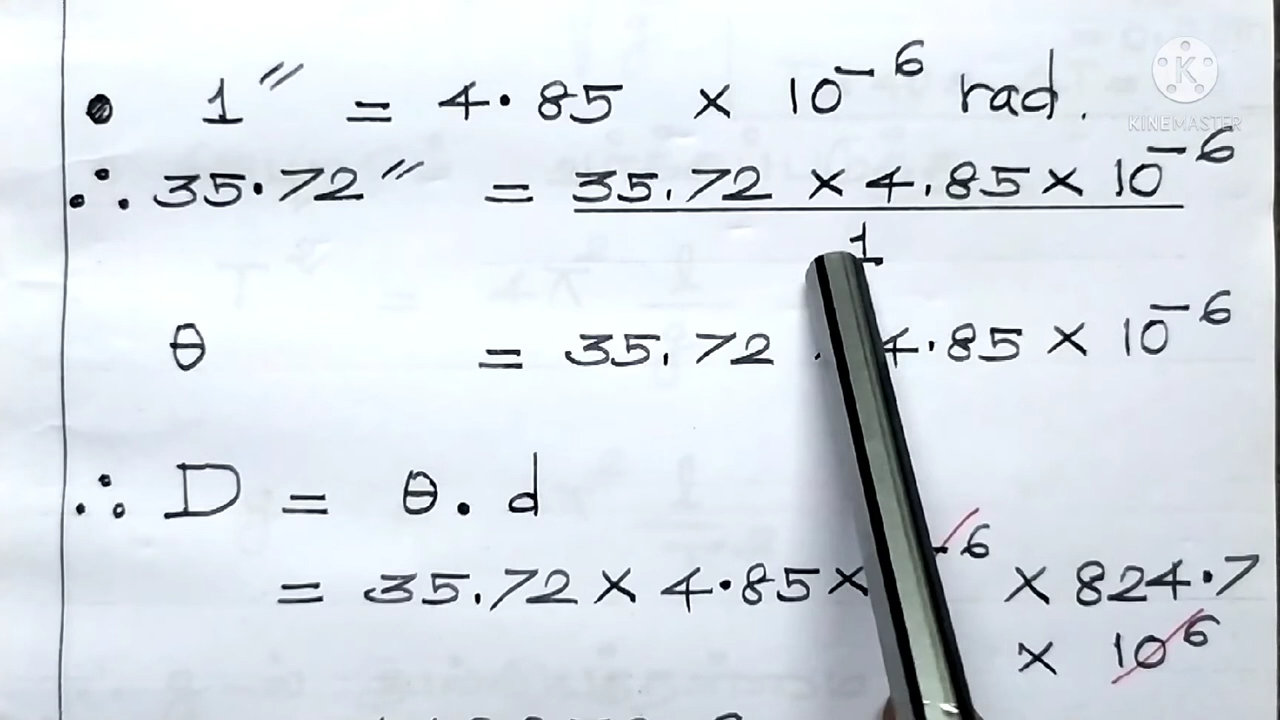 • 1″ = 4.85 × 10⁻⁶ rad.
∴ 35.72″ = 35.72 × 4.85 × 10⁻⁶
1
θ = 35.72 4.85 × 10⁻⁶
∴ D = θ . d
= 35.72 × 4.85 × ⁻⁶ × 824.7
× 10⁶
K
KINEMASTER